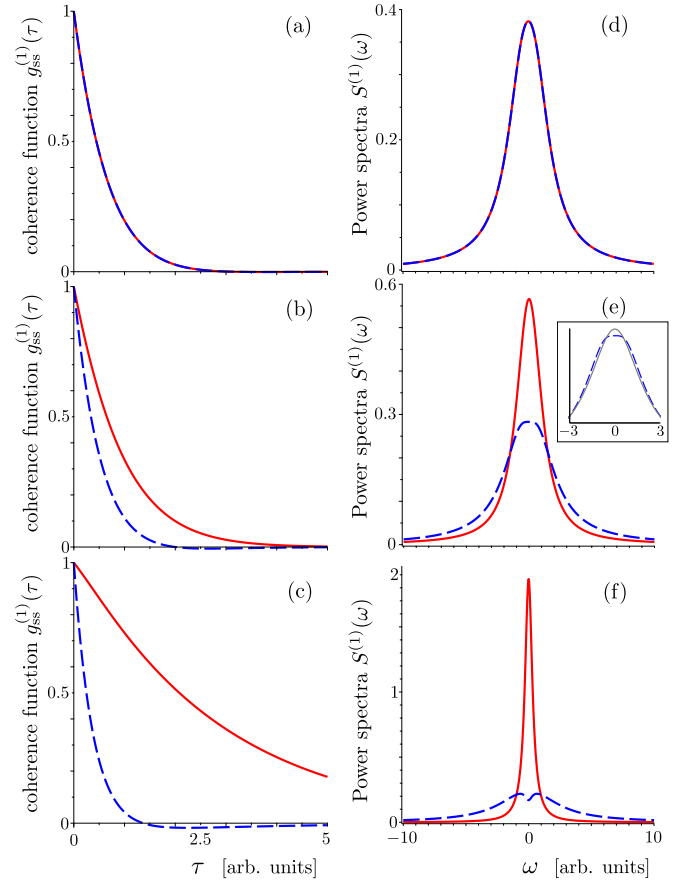 1
0.5
0
coherence function g_ss^(1)(τ)
(a)
0.4
0.2
0
Power spectra S^(1)(ω)
(d)
1
0.5
0
coherence function g_ss^(1)(τ)
(b)
0.6
0.3
0
Power spectra S^(1)(ω)
(e)
−3 0 3
1
0.5
0
coherence function g_ss^(1)(τ)
(c)
0 2.5 5
τ [arb. units]
2
1
0
Power spectra S^(1)(ω)
(f)
−10 0 10
ω [arb. units]